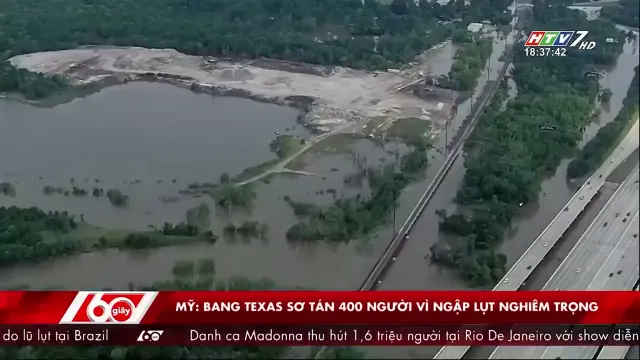 HTV7 HD
18:37:42
60 giây
MỸ: BANG TEXAS SƠ TÁN 400 NGƯỜI VÌ NGẬP LỤT NGHIÊM TRỌNG
do lũ lụt tại Brazil 60 Danh ca Madonna thu hút 1,6 triệu người tại Rio De Janeiro với show diễn